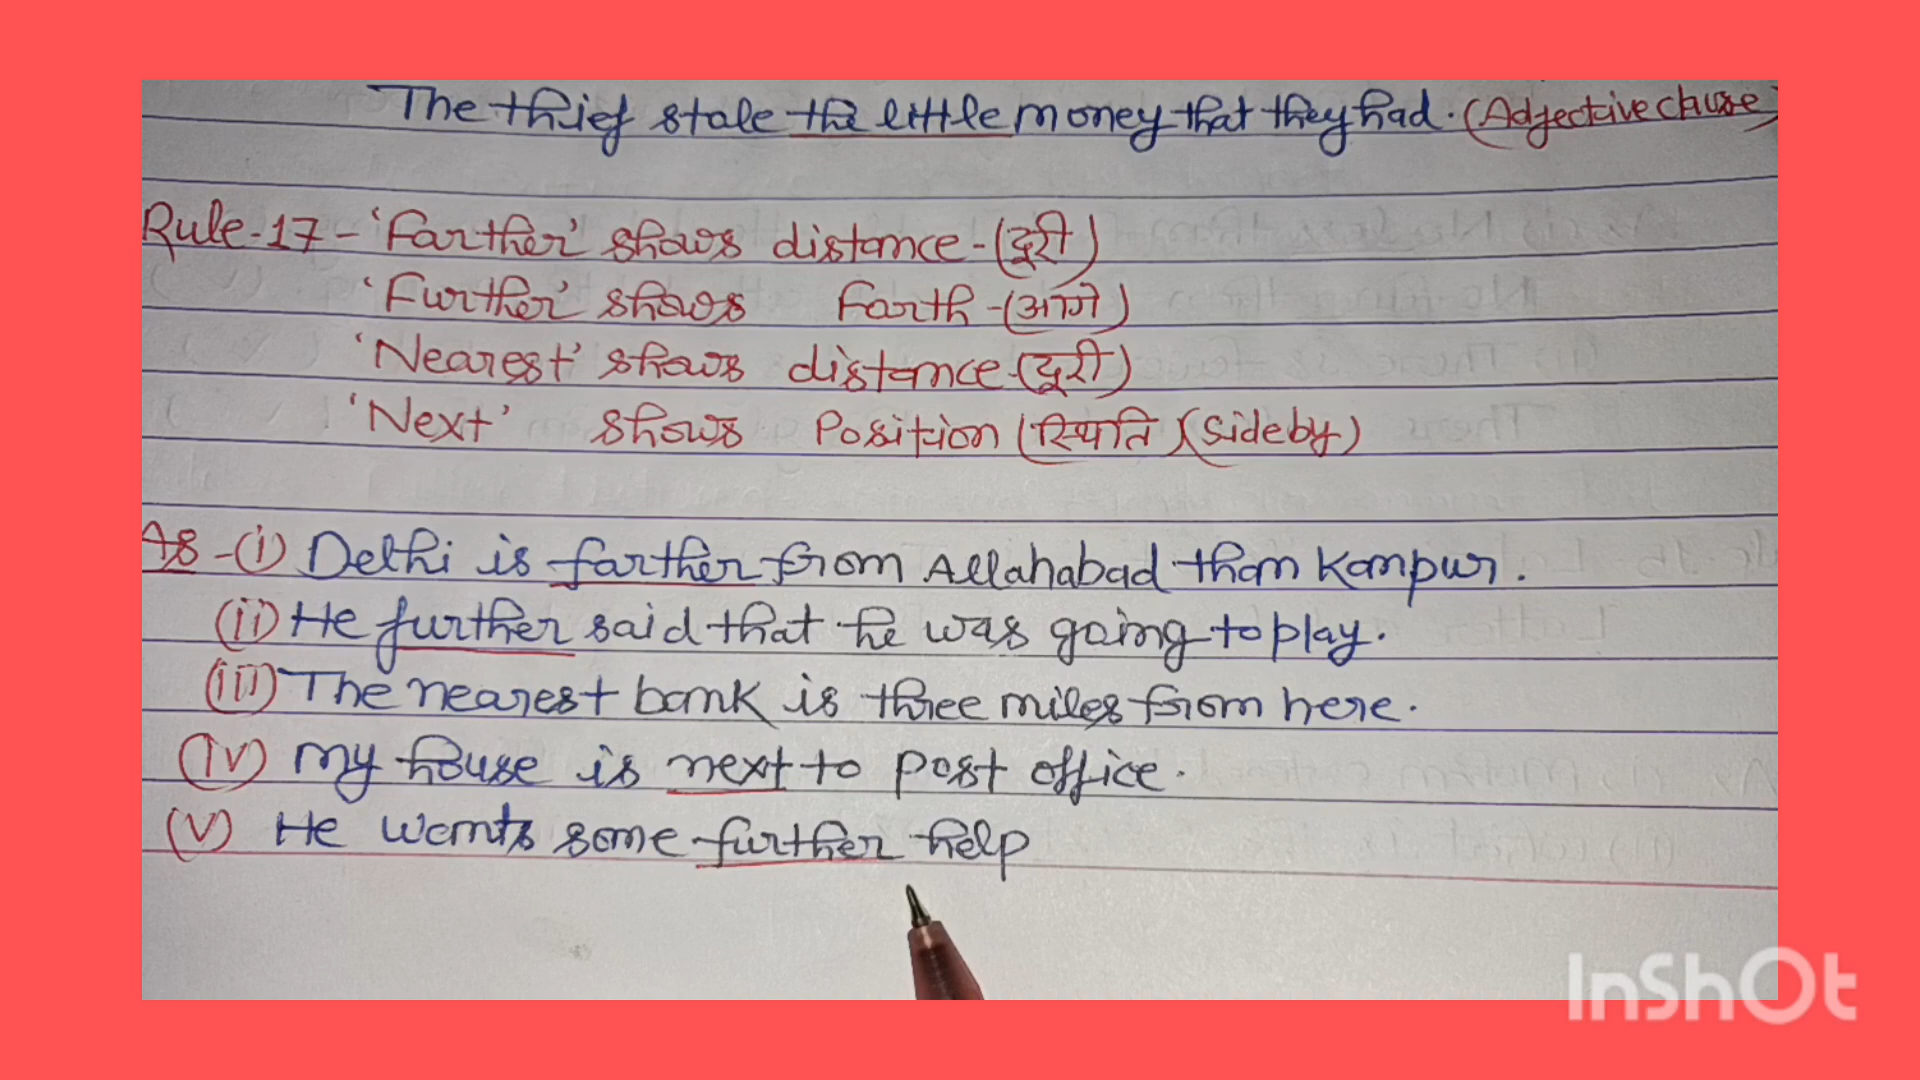 The thief stole the little money that they had. (Adjective clause)
Rule-17 - 'Farther' shows distance - (दूरी)
'Further' shows Farth - (आगे)
'Nearest' shows distance - (दूरी)
'Next' shows Position (स्थिति) (side by)
As - (i) Delhi is farther from Allahabad than Kanpur.
(ii) He further said that he was going to play.
(iii) The nearest bank is three miles from here.
(iv) My house is next to post office.
(v) He wants some further help
InShOt